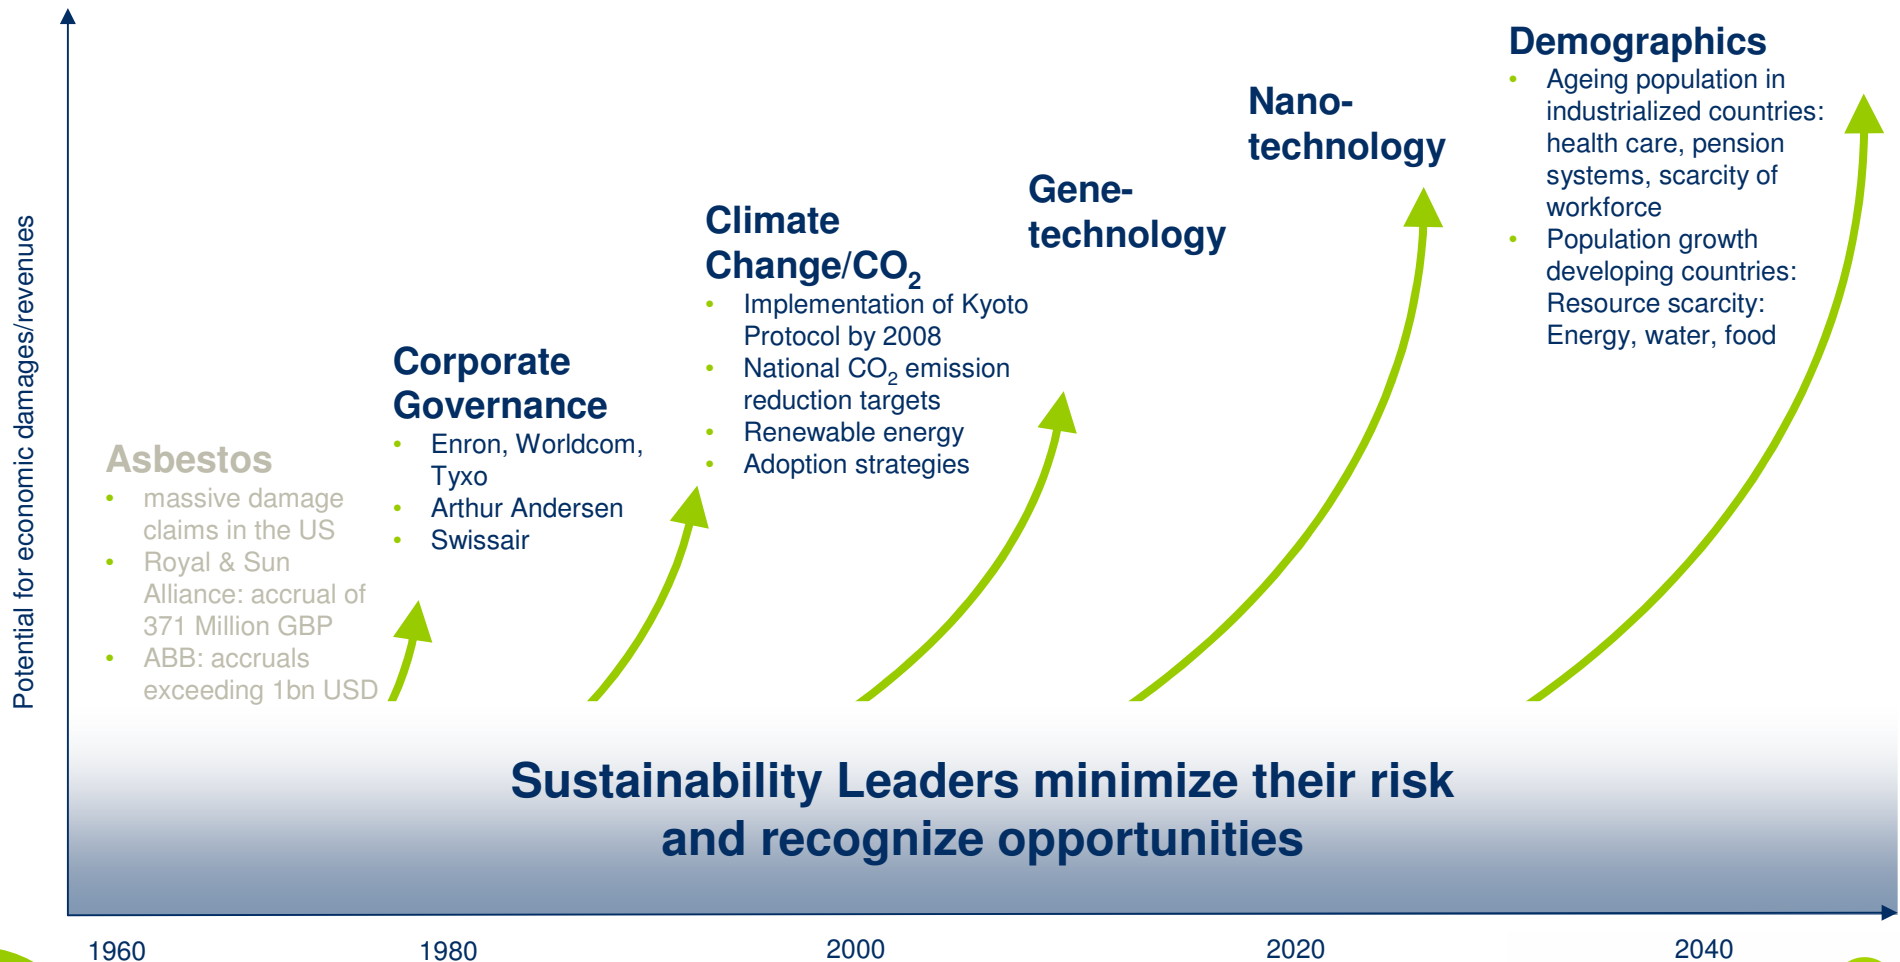 Potential for economic damages/revenues
Asbestos
• massive damage
claims in the US
• Royal & Sun
Alliance: accrual of
371 Million GBP
• ABB: accruals
exceeding 1bn USD
Corporate
Governance
• Enron, Worldcom,
Tyxo
• Arthur Andersen
• Swissair
Climate
Change/CO₂
• Implementation of Kyoto
Protocol by 2008
• National CO₂ emission
reduction targets
• Renewable energy
• Adoption strategies
Gene-
technology
Nano-
technology
Demographics
• Ageing population in
industrialized countries:
health care, pension
systems, scarcity of
workforce
• Population growth
developing countries:
Resource scarcity:
Energy, water, food
Sustainability Leaders minimize their risk
and recognize opportunities
1960 1980 2000 2020 2040